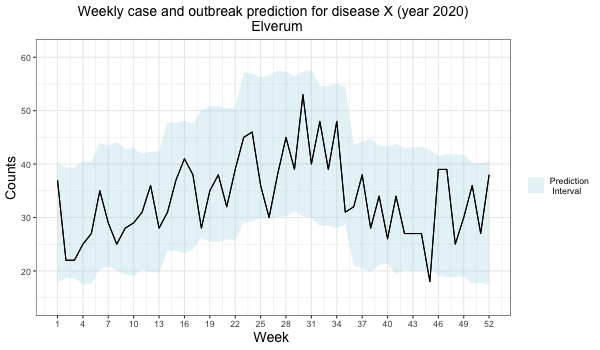 Weekly case and outbreak prediction for disease X (year 2020)
Elverum
Counts
60
50
40
30
20
1 4 7 10 13 16 19 22 25 28 31 34 37 40 43 46 49 52
Week
Prediction
Interval